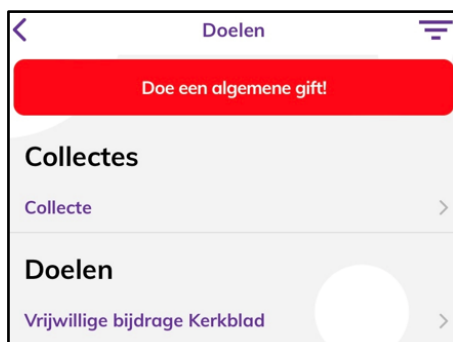 Doelen
Doe een algemene gift!
Collectes
Collecte
Doelen
Vrijwillige bijdrage Kerkblad